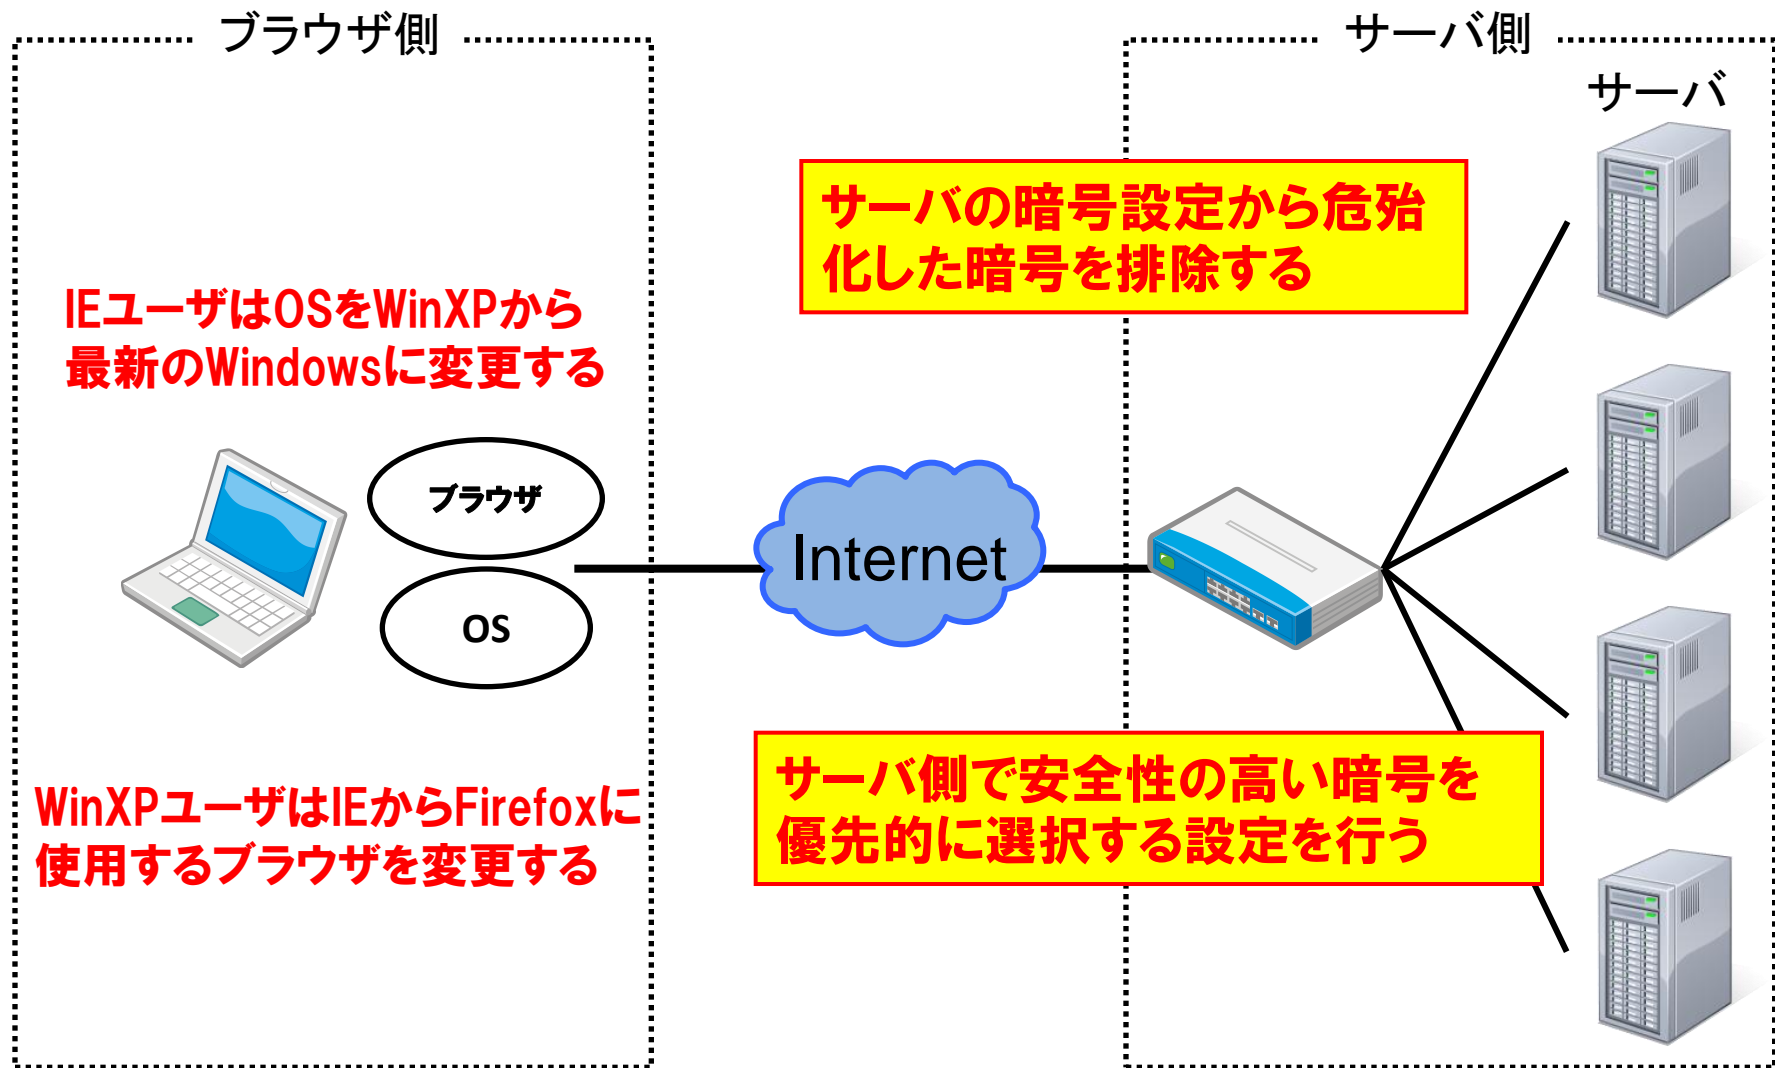 ブラウザ側
サーバ側
サーバ
サーバの暗号設定から危殆
化した暗号を排除する
IEユーザはOSをWinXPから
最新のWindowsに変更する
ブラウザ
OS
Internet
サーバ側で安全性の高い暗号を
優先的に選択する設定を行う
WinXPユーザはIEからFirefoxに
使用するブラウザを変更する